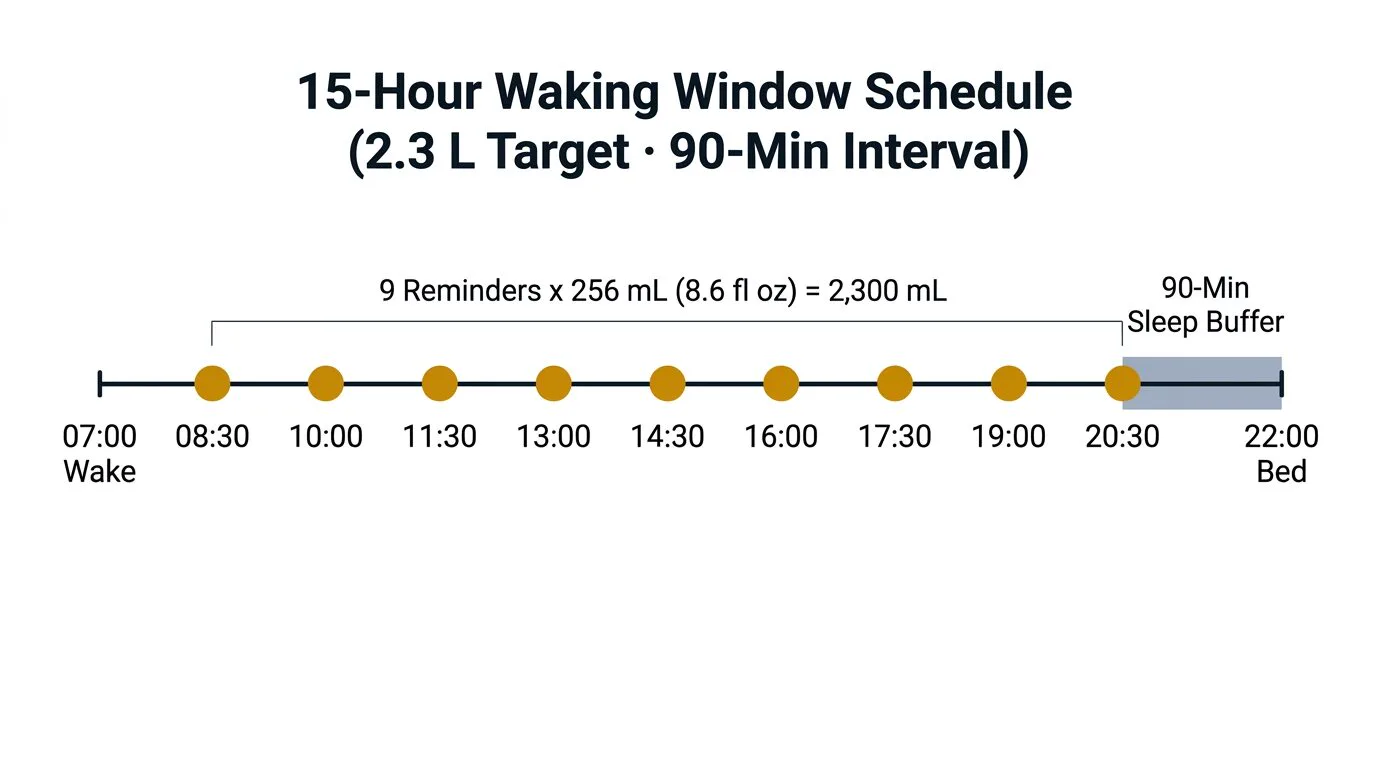 15-Hour Waking Window Schedule
(2.3 L Target · 90-Min Interval)
9 Reminders x 256 mL (8.6 fl oz) = 2,300 mL
90-Min
Sleep Buffer
07:00 08:30 10:00 11:30 13:00 14:30 16:00 17:30 19:00 20:30 22:00
Wake Bed